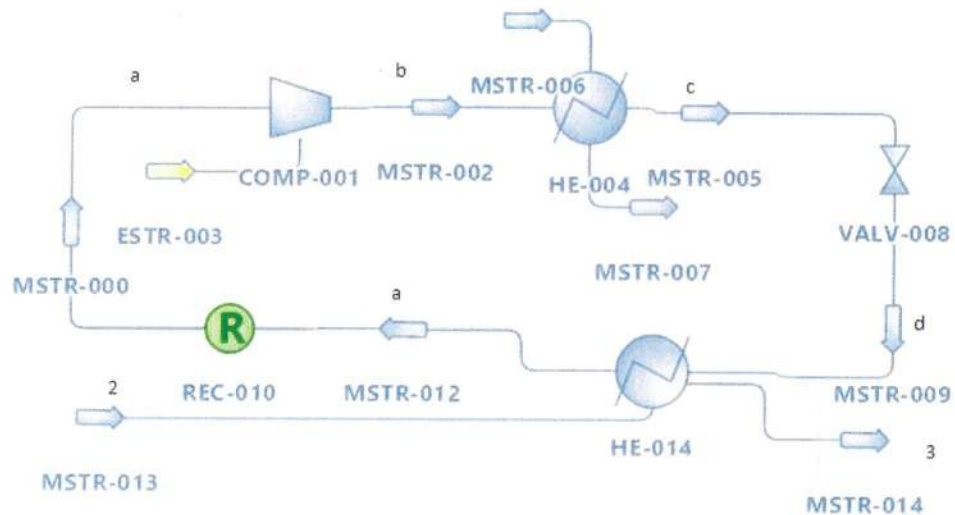 a
b
MSTR-006
c
COMP-001
MSTR-002
HE-004
MSTR-005
ESTR-003
VALV-008
MSTR-000
MSTR-007
a
R
d
REC-010
MSTR-012
MSTR-009
2
HE-014
3
MSTR-013
MSTR-014